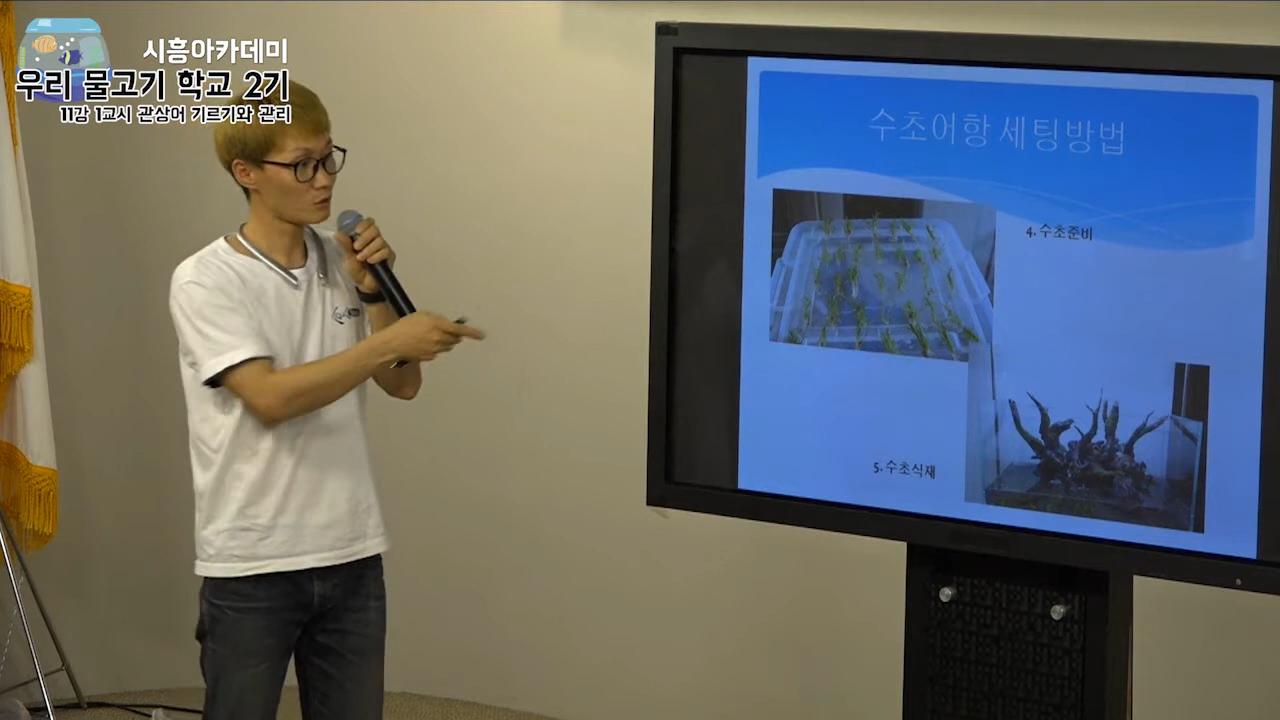 시흥아카데미
우리 물고기 학교 2기
11강 1교시 관상어 기르기와 관리
수초어항 세팅방법
4. 수초준비
5. 수초식재